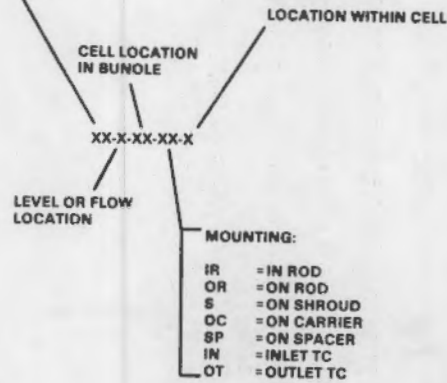 LOCATION WITHIN CELL
CELL LOCATION
IN BUNOLE
XX-X-XX-XX-X
LEVEL OR FLOW
LOCATION
MOUNTING:
IR = IN ROD
OR = ON ROD
S = ON SHROUD
OC = ON CARRIER
SP = ON SPACER
IN = INLET TC
OT = OUTLET TC